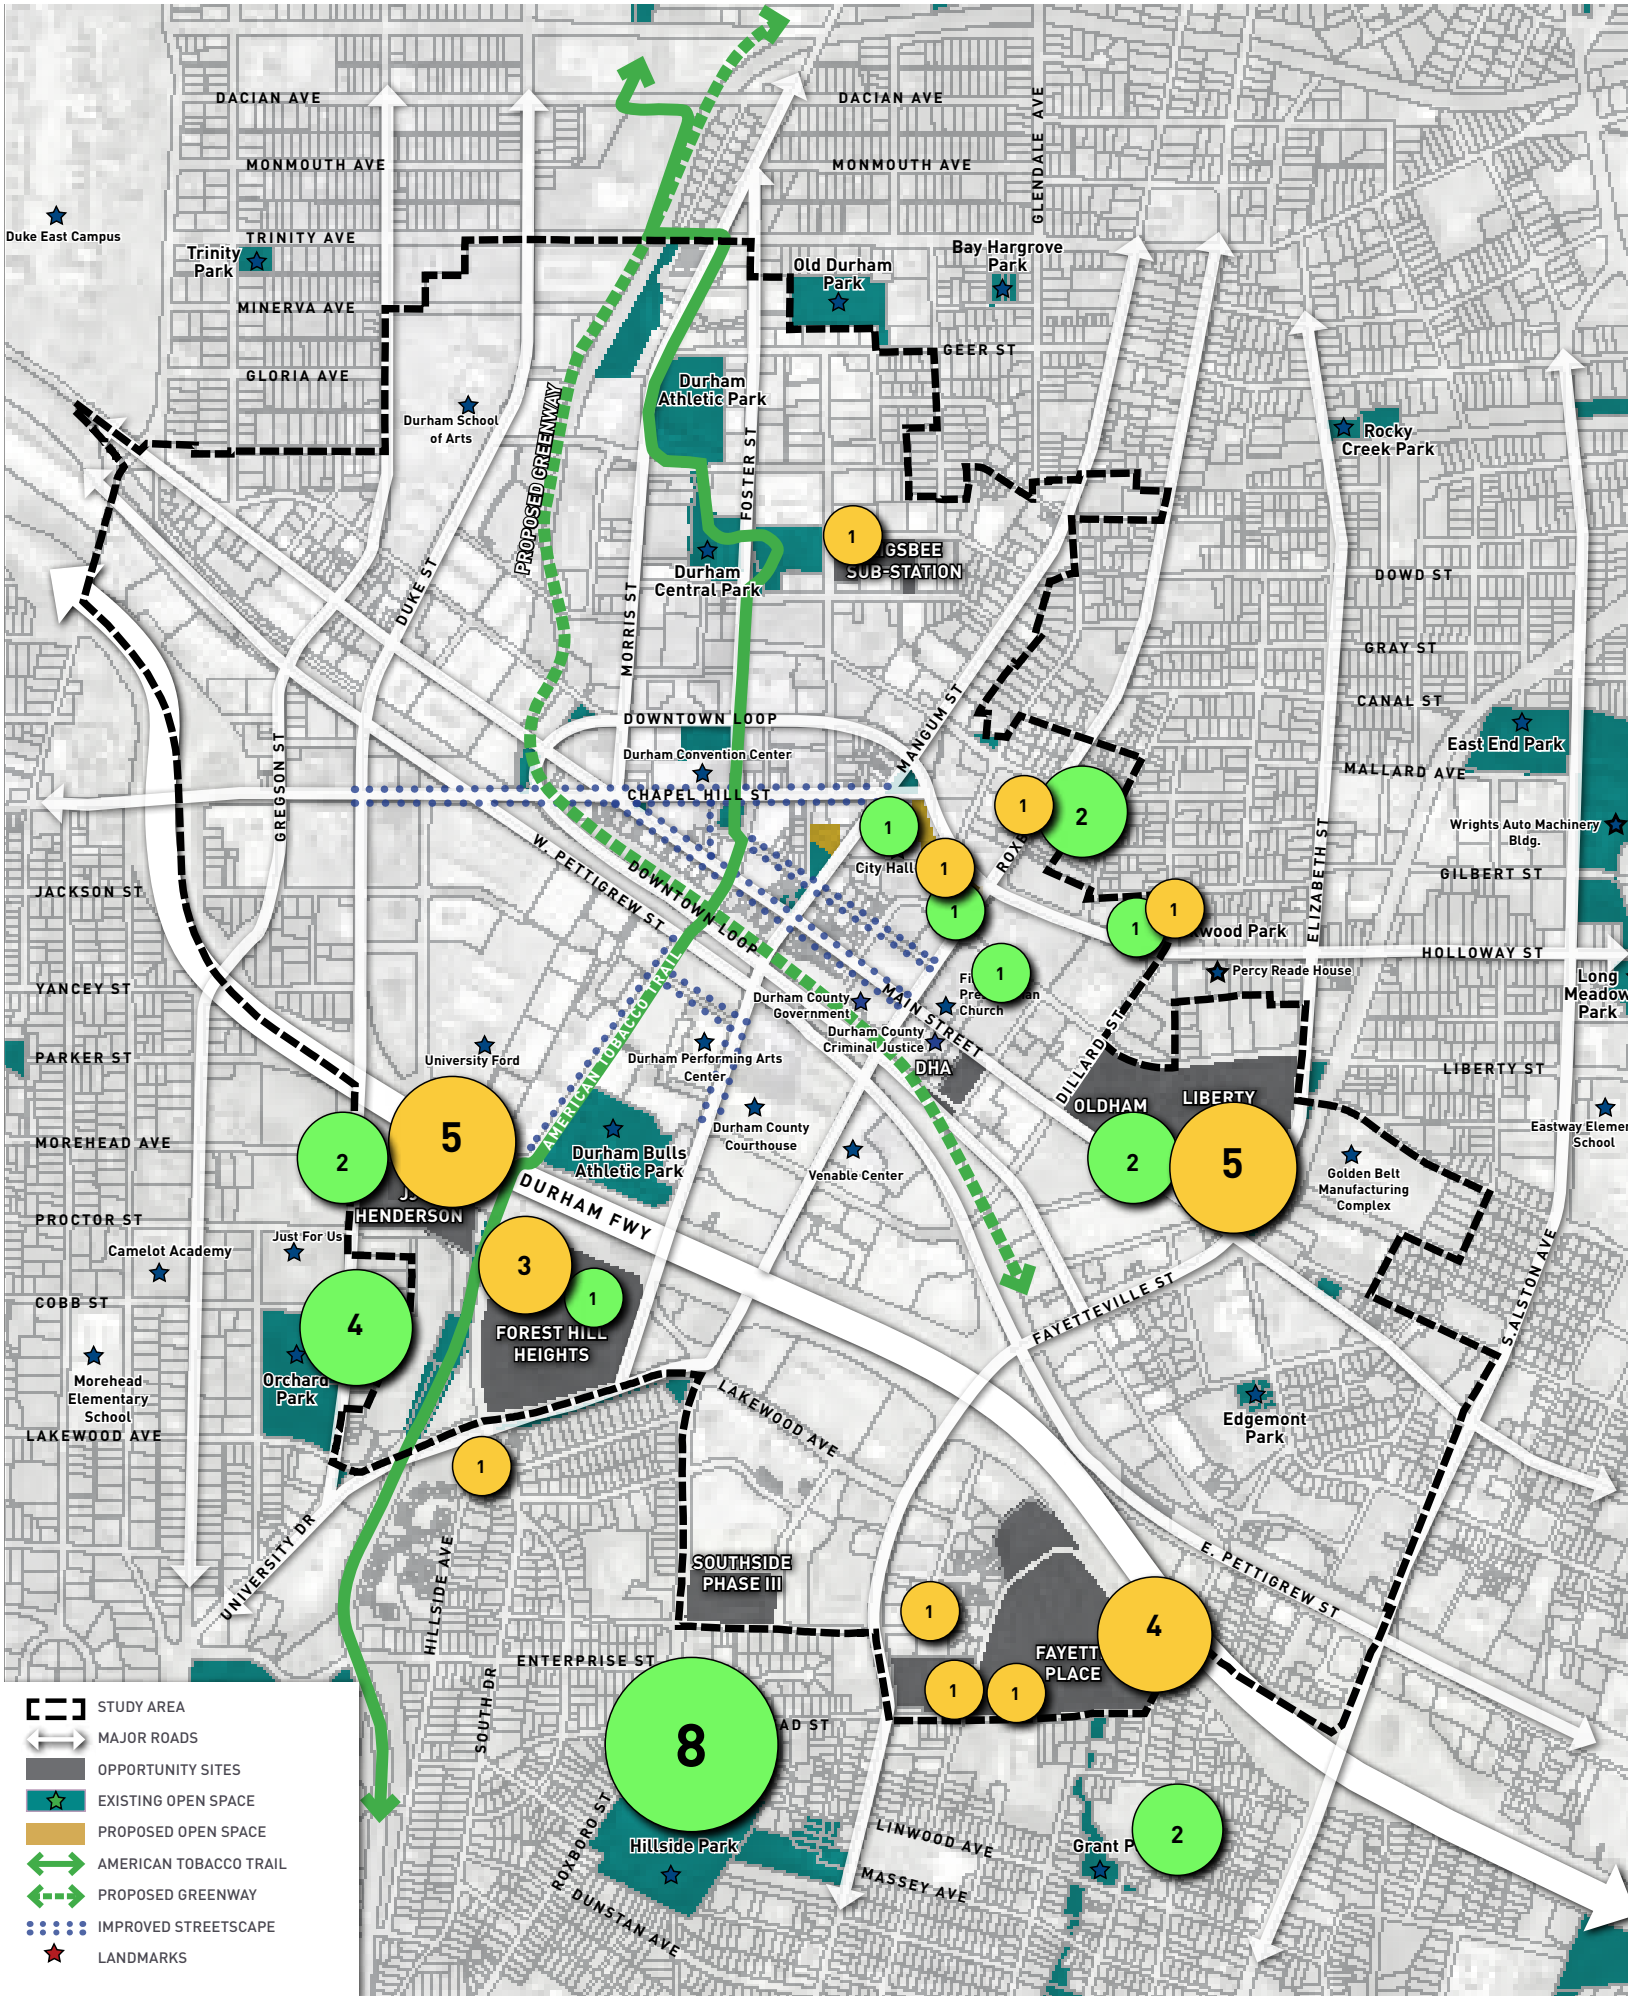 DACIAN AVE
DACIAN AVE
GLENDALE AVE
MONMOUTH AVE
MONMOUTH AVE
Duke East Campus
TRINITY AVE
Trinity
Park
Bay Hargrove
Park
Old Durham
Park
MINERVA AVE
GEER ST
GLORIA AVE
Durham
Athletic Park
Durham School
of Arts
PROPOSED GREENWAY
FOSTER ST
Rocky
Creek Park
1
GSBEE
SUB-STATION
Durham
Central Park
DUKE ST
MORRIS ST
DOWD ST
GRAY ST
CANAL ST
MANGUM ST
DOWNTOWN LOOP
East End Park
GREGSON ST
Durham Convention Center
MALLARD AVE
CHAPEL HILL ST
1
2
1
ROXB
Wrights Auto Machinery
Bldg.
ELIZABETH ST
W. PETTIGREW ST
DOWNTOWN LOOP
City Hall
1
GILBERT ST
JACKSON ST
1
1
1
wood Park
HOLLOWAY ST
1
Percy Reade House
YANCEY ST
AMERICAN TOBACCO TRAIL
Fi
Pre an
Church
Long
Meadow
Park
Durham County
Government
MAIN STREET
DILLARD ST
Durham County
Criminal Justice
PARKER ST
University Ford
Durham Performing Arts
Center
DHA
LIBERTY ST
OLDHAM
LIBERTY
Durham County
Courthouse
Eastway Elemen
School
MOREHEAD AVE
2
5
Durham Bulls
Athletic Park
Venable Center
2
5
Golden Belt
Manufacturing
Complex
DURHAM FWY
HENDERSON
PROCTOR ST
Just For Us
Camelot Academy
3
1
S.ALSTON AVE
COBB ST
FAYETTEVILLE ST
4
FOREST HILL
HEIGHTS
Orchard
Park
Morehead
Elementary
School
LAKEWOOD AVE
LAKEWOOD AVE
Edgemont
Park
1
UNIVERSITY DR
HILLSIDE AVE
SOUTHSIDE
PHASE III
E. PETTIGREW ST
1
4
FAYETT
PLACE
ENTERPRISE ST
SOUTH DR
1
1
AD ST
8
ROXBORO ST
Hillside Park
LINWOOD AVE
Grant P
2
MASSEY AVE
DUNSTAN AVE
STUDY AREA
MAJOR ROADS
OPPORTUNITY SITES
EXISTING OPEN SPACE
PROPOSED OPEN SPACE
AMERICAN TOBACCO TRAIL
PROPOSED GREENWAY
IMPROVED STREETSCAPE
LANDMARKS